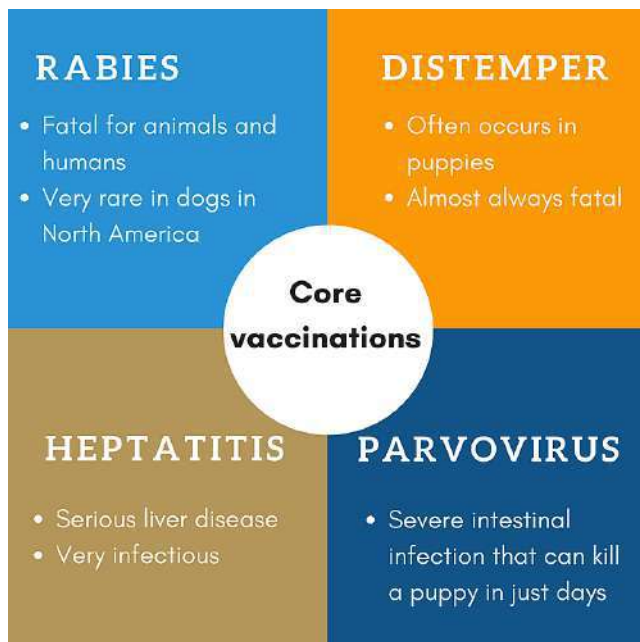 RABIES
• Fatal for animals and
humans
• Very rare in dogs in
North America
DISTEMPER
• Often occurs in
puppies
• Almost always fatal
Core
vaccinations
HEPTATITIS
• Serious liver disease
• Very infectious
PARVOVIRUS
• Severe intestinal
infection that can kill
a puppy in just days